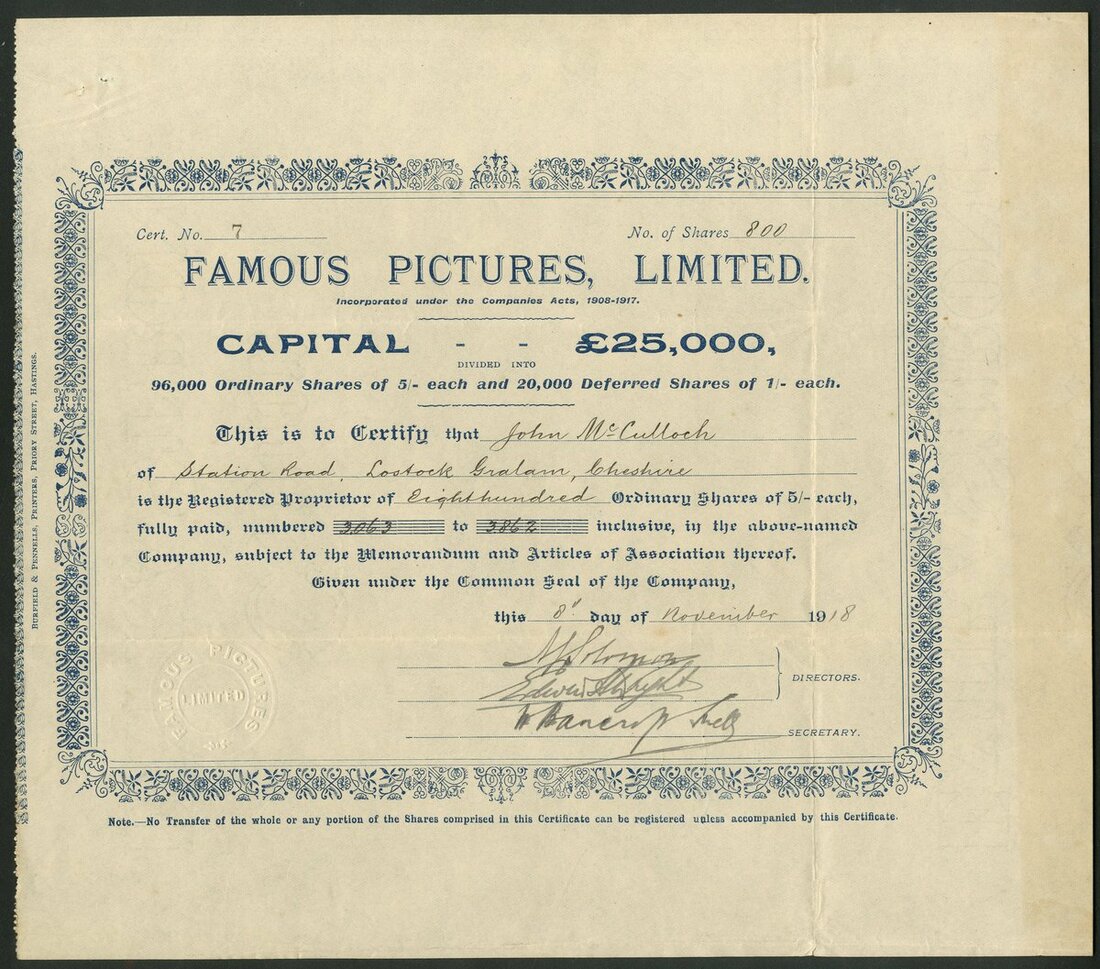 Cert. No. 7
No. of Shares 800
FAMOUS PICTURES, LIMITED.
Incorporated under the Companies Acts, 1908-1917.
CAPITAL - - £25,000,
DIVIDED INTO
96,000 Ordinary Shares of 5/- each and 20,000 Deferred Shares of 1/- each.
This is to Certify that John McCulloch
of Station Road, Lostock Gralam, Cheshire
is the Registered Proprietor of Eight hundred Ordinary Shares of 5/- each,
fully paid, numbered 3063 to 3862 inclusive, in the above-named
Company, subject to the Memorandum and Articles of Association thereof.
Given under the Common Seal of the Company,
this 8th day of November 1918
Solomon
DIRECTORS.
SECRETARY.
FAMOUS PICTURES
LIMITED
Note.—No Transfer of the whole or any portion of the Shares comprised in this Certificate can be registered unless accompanied by this Certificate.
BURFIELD & PENNELLS, PRINTERS, PRIORY STREET, HASTINGS.